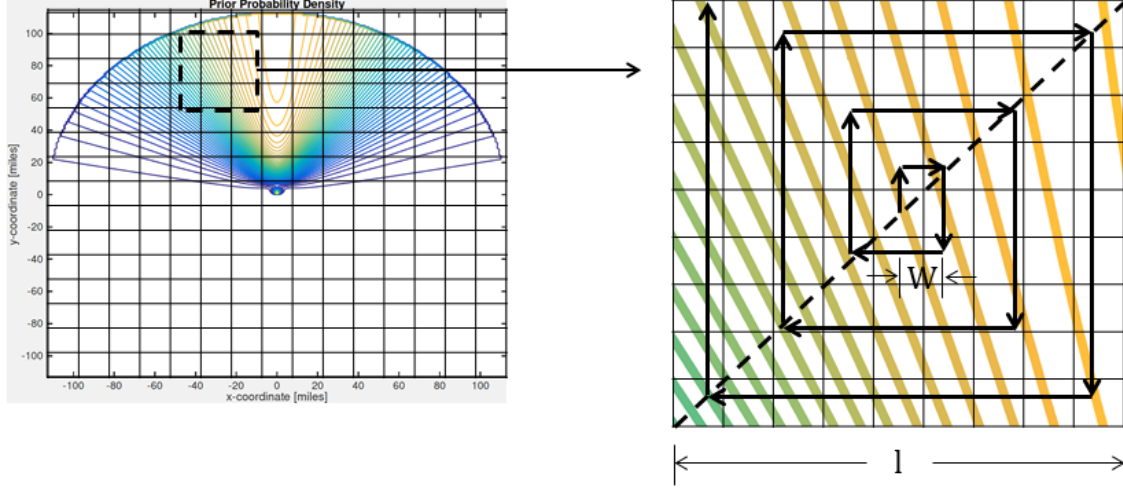 Prior Probability Density
100
80
60
40
20
0
-20
-40
-60
-80
-100
y-coordinate [miles]
-100 -80 -60 -40 -20 0 20 40 60 80 100
x-coordinate [miles]
W
l